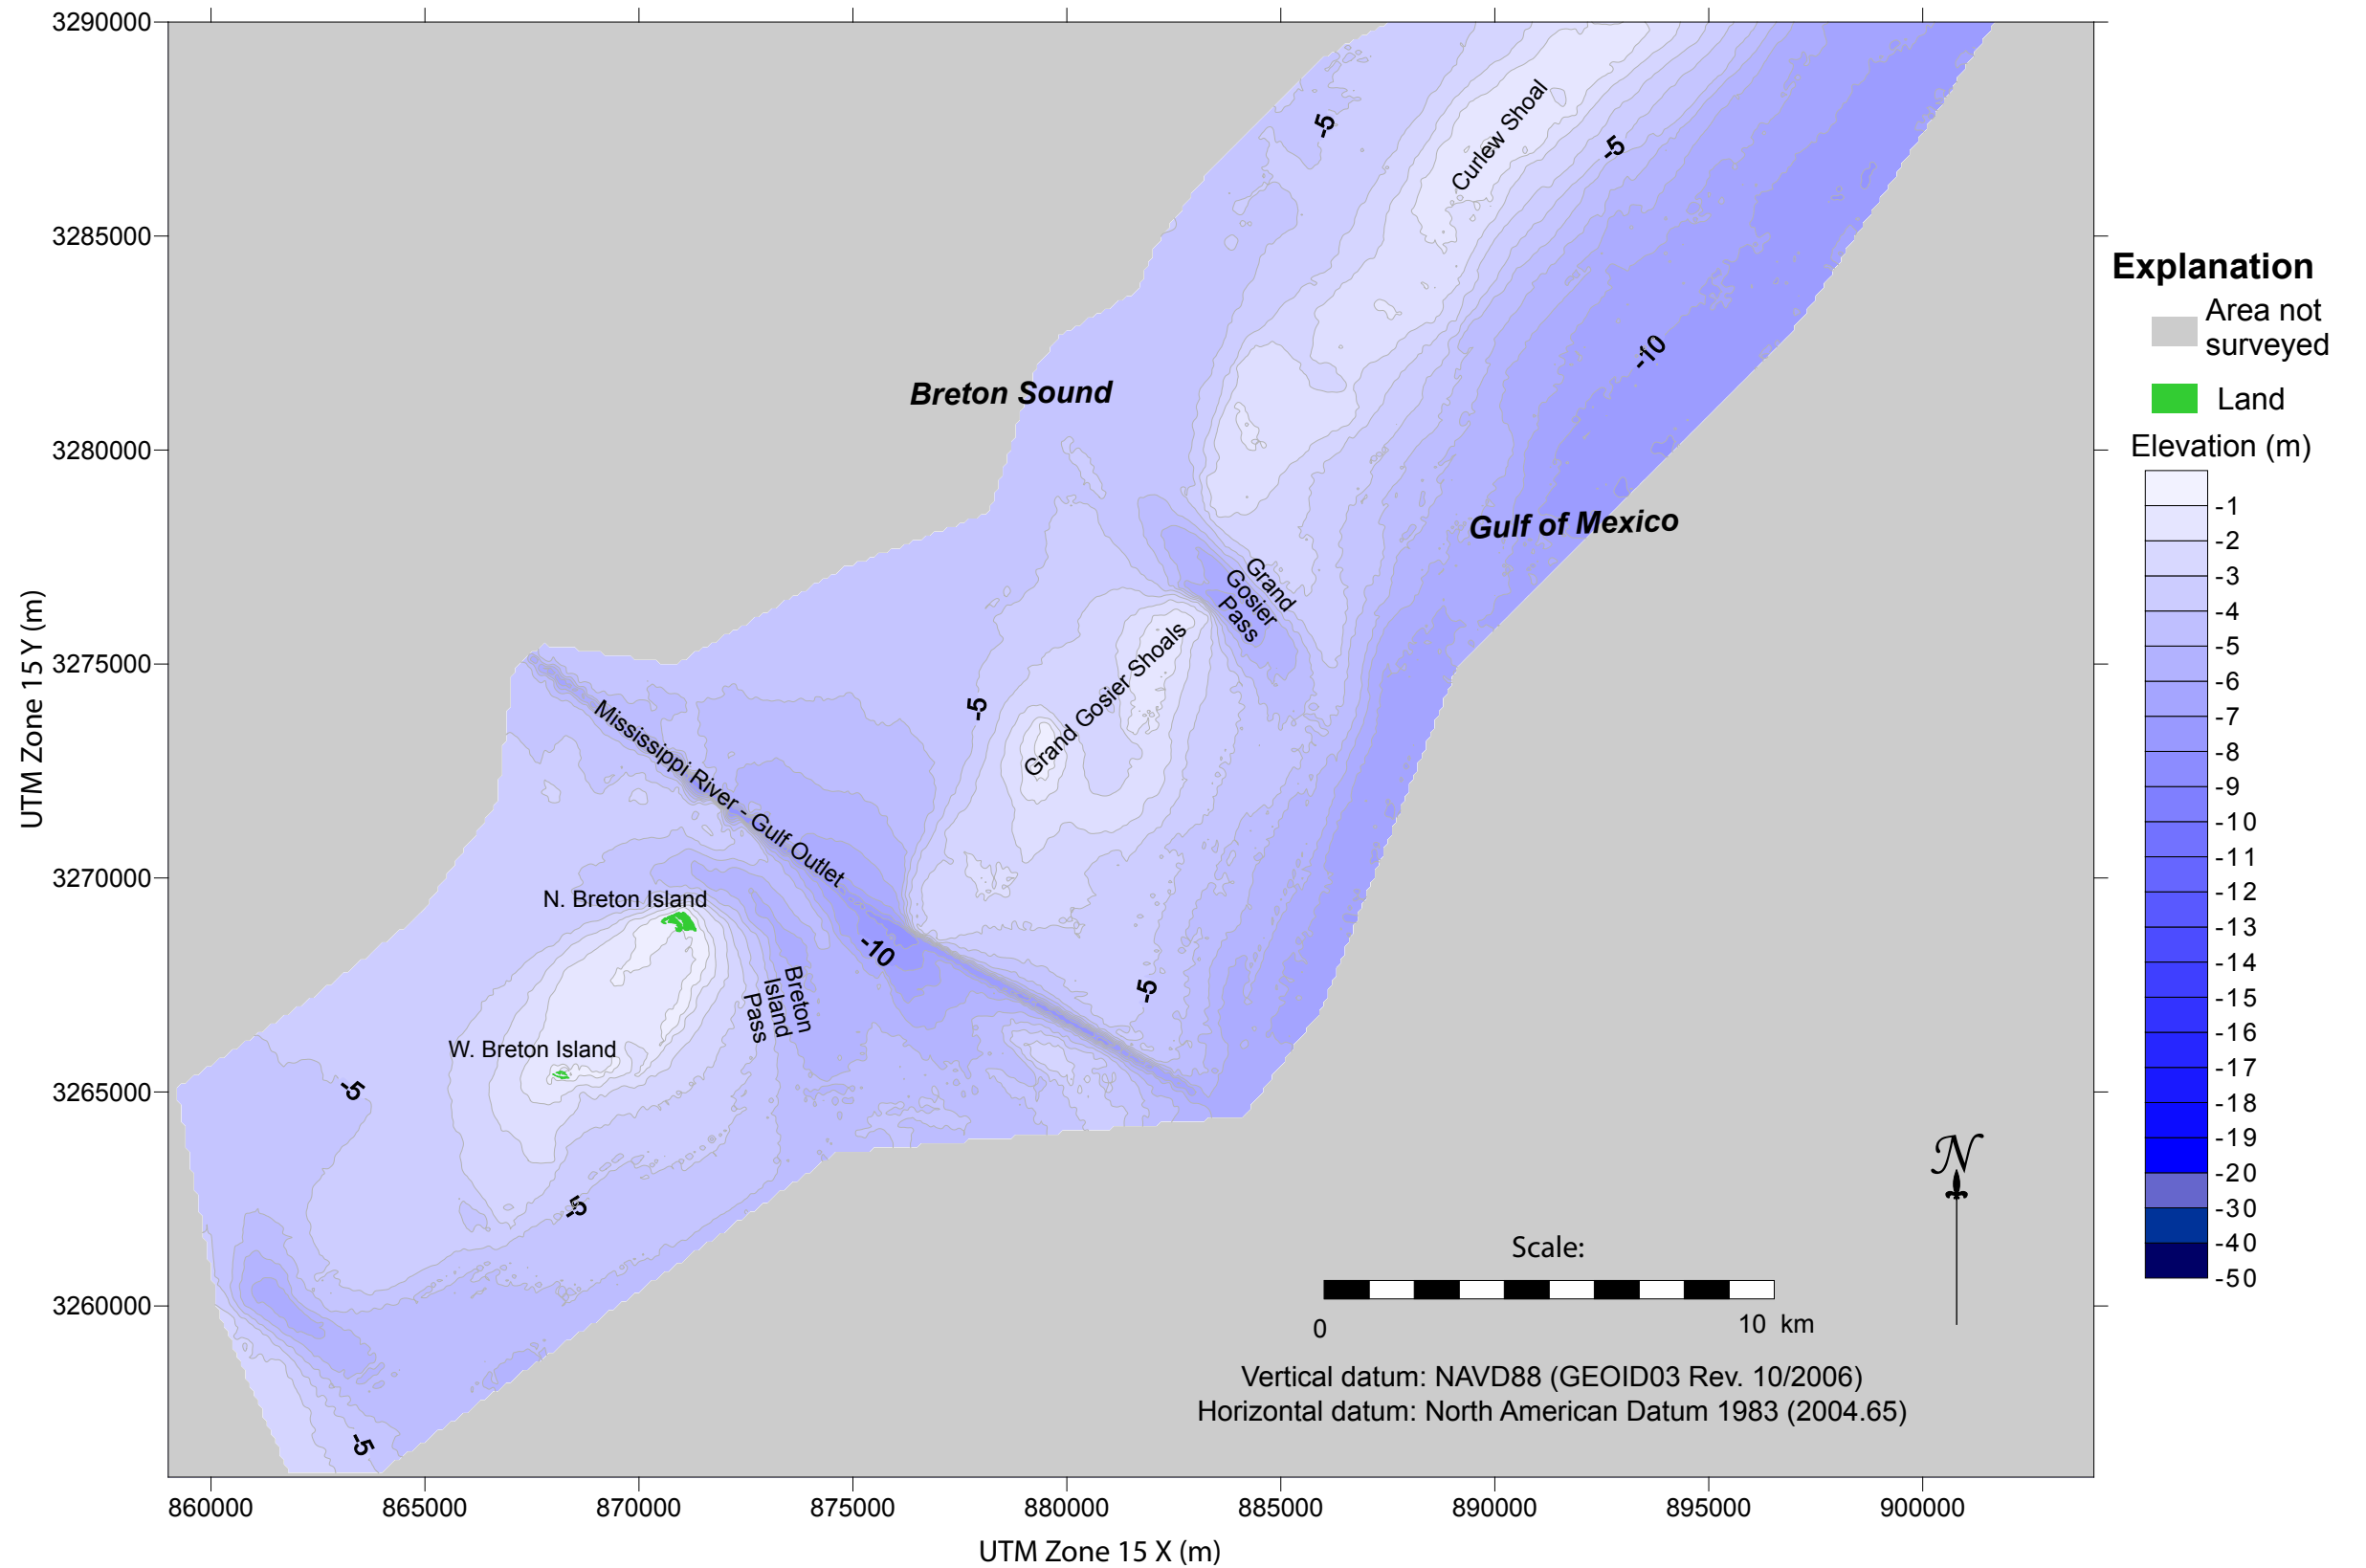 3290000
3285000
3280000
3275000
3270000
3265000
3260000
UTM Zone 15 Y (m)
860000
865000
870000
875000
880000
885000
890000
895000
900000
UTM Zone 15 X (m)
-5
Curlew Shoal
-5
-10
Breton Sound
Gulf of Mexico
Grand
Gosier
Pass
Grand Gosier Shoals
-5
Mississippi River - Gulf Outlet
N. Breton Island
-10
Breton
Island
Pass
-5
W. Breton Island
-5
-5
-5
Explanation
Area not
surveyed
Land
Elevation (m)
-1
-2
-3
-4
-5
-6
-7
-8
-9
-10
-11
-12
-13
-14
-15
-16
-17
-18
-19
-20
-30
-40
-50
N
Scale:
0
10 km
Vertical datum: NAVD88 (GEOID03 Rev. 10/2006)
Horizontal datum: North American Datum 1983 (2004.65)